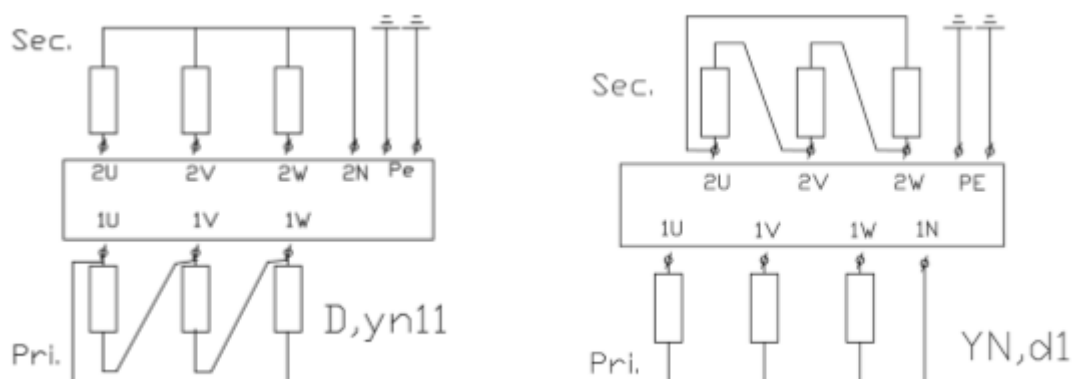 Sec.
2U 2V 2W 2N Pe
1U 1V 1W
D,yn11
Pri.
Sec.
2U 2V 2W PE
1U 1V 1W 1N
YN,d1
Pri.